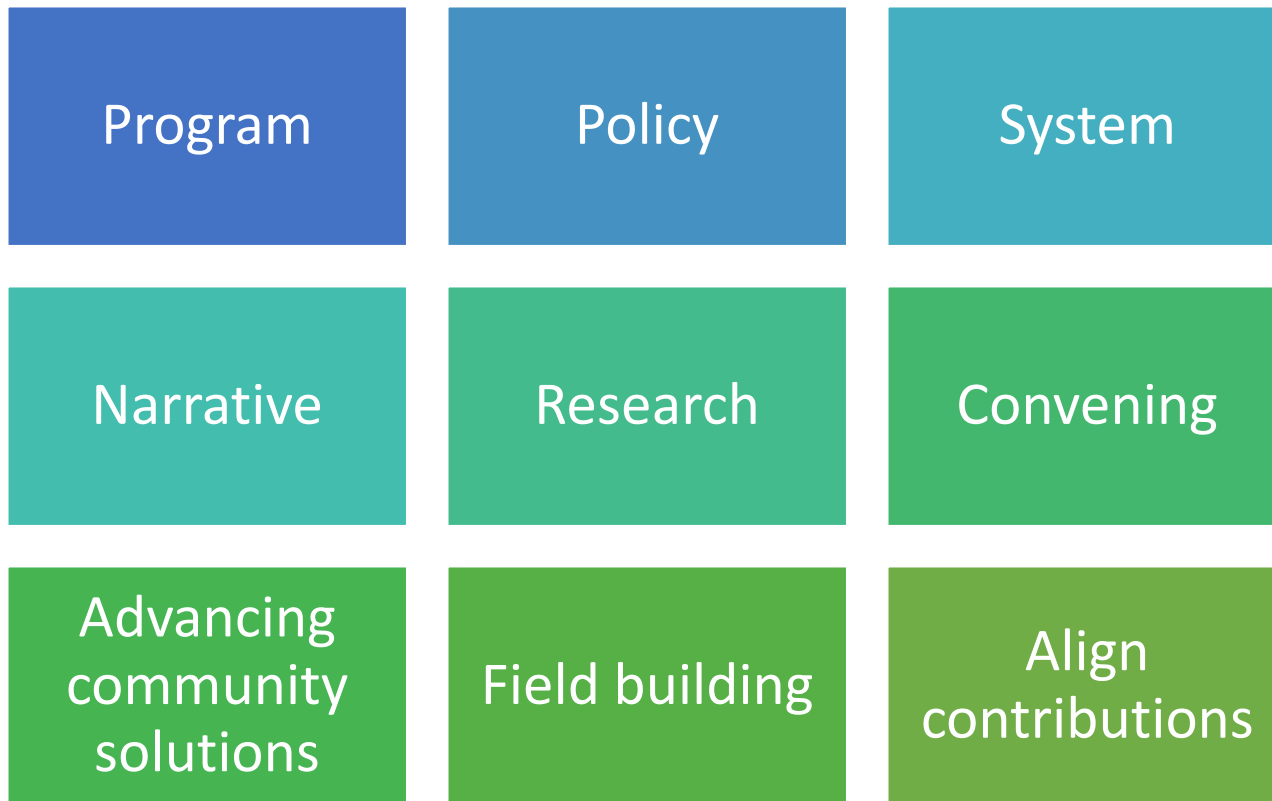 Program
Policy
System
Narrative
Research
Convening
Advancing
community
solutions
Field building
Align
contributions